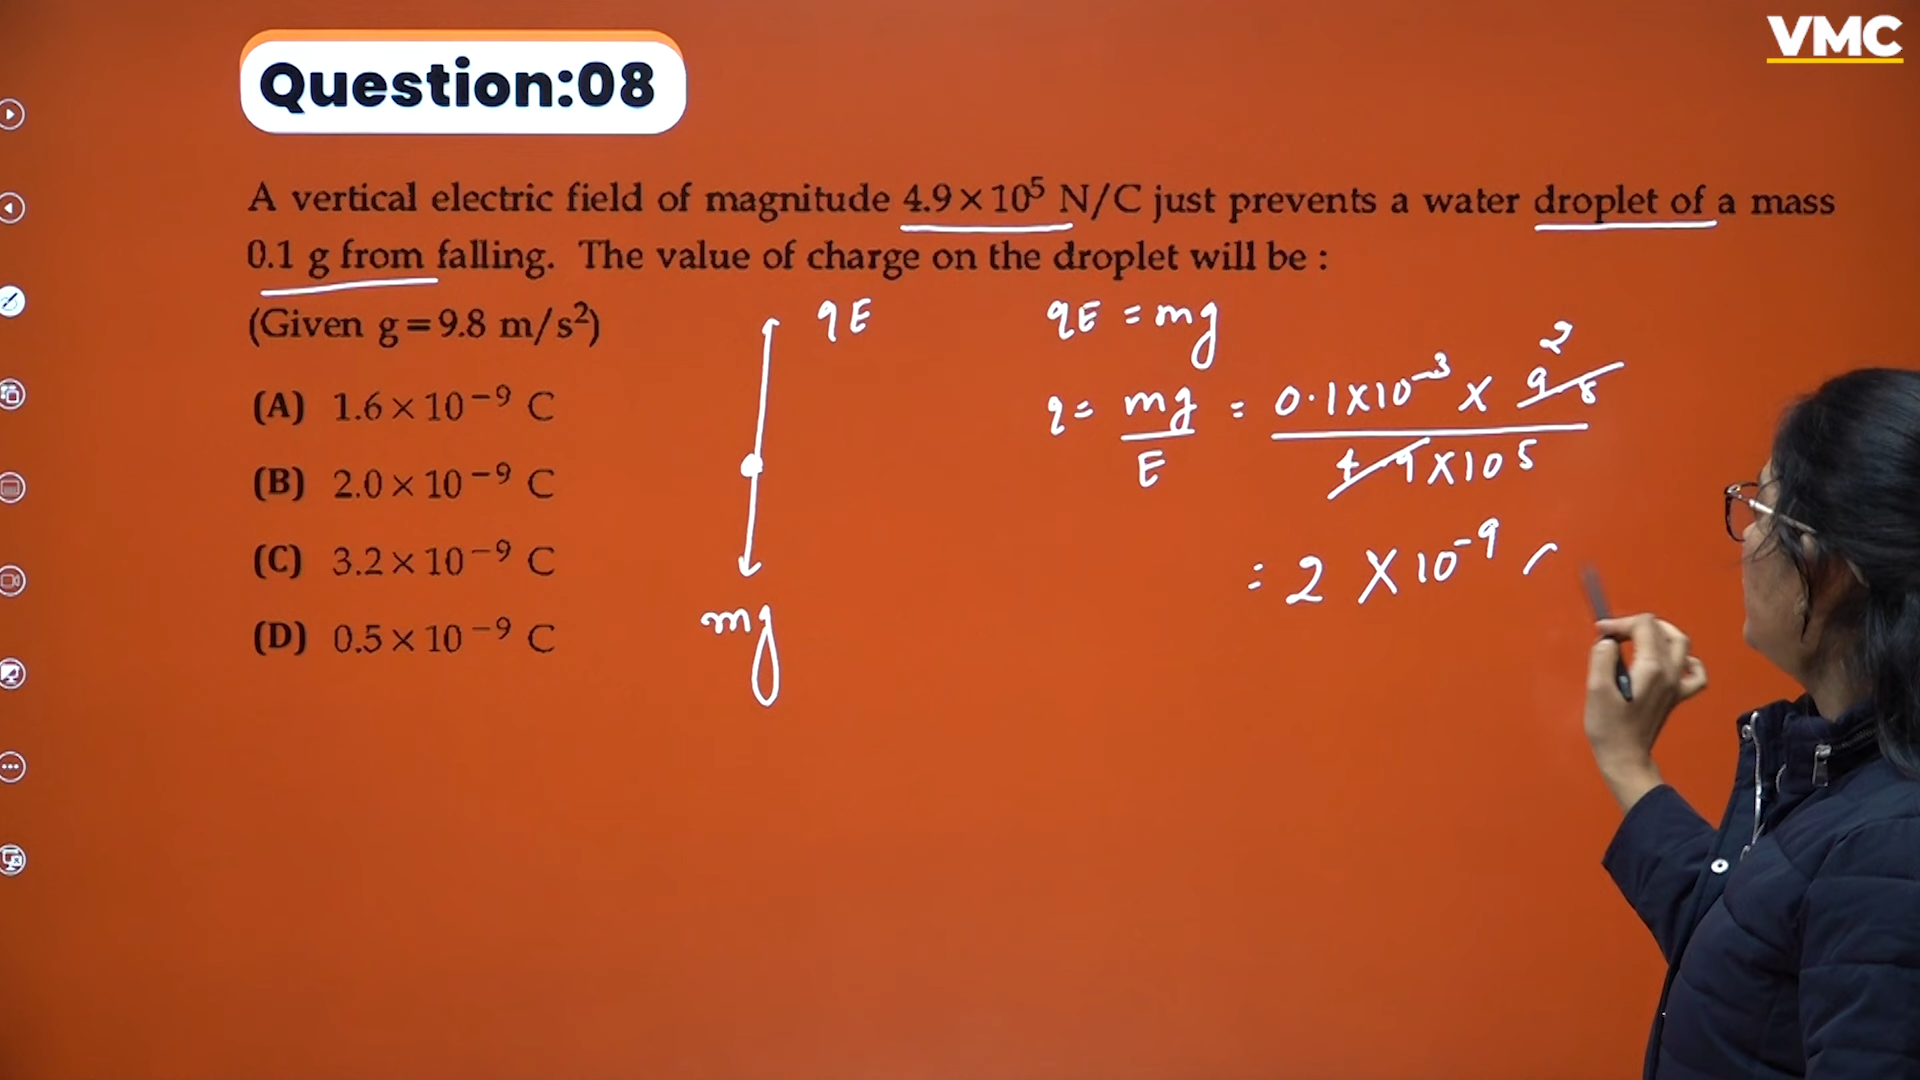 VMC
Question:08
A vertical electric field of magnitude 4.9×10⁵ N/C just prevents a water droplet of a mass
0.1 g from falling. The value of charge on the droplet will be :
(Given g=9.8 m/s²)
(A) 1.6×10⁻⁹ C
(B) 2.0×10⁻⁹ C
(C) 3.2×10⁻⁹ C
(D) 0.5×10⁻⁹ C
qE
mg
qE = mg
q = mg/E = 0.1×10⁻³ × 9.8 / 4.9×10⁵
2
= 2 × 10⁻⁹